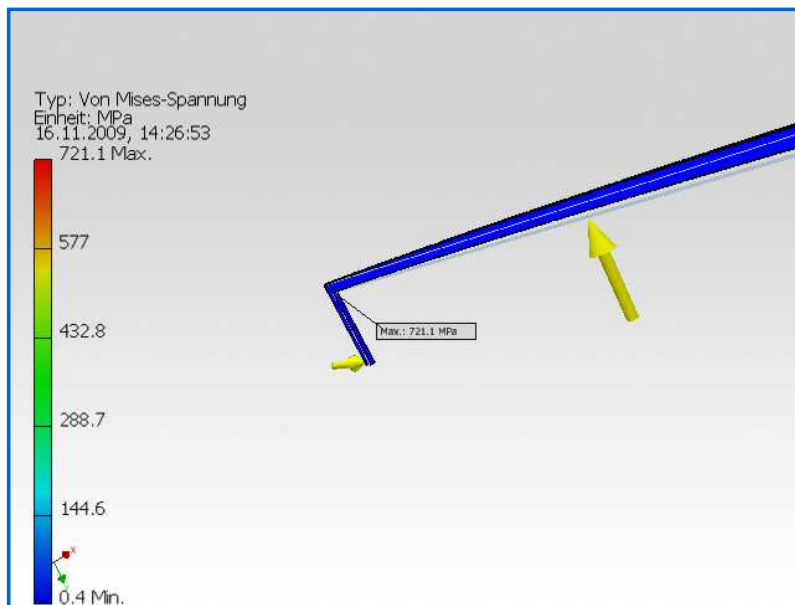 Typ: Von Mises-Spannung
Einheit: MPa
16.11.2009, 14:26:53
721.1 Max.
577
432.8
288.7
144.6
0.4 Min.
Max.: 721.1 MPa
x
y